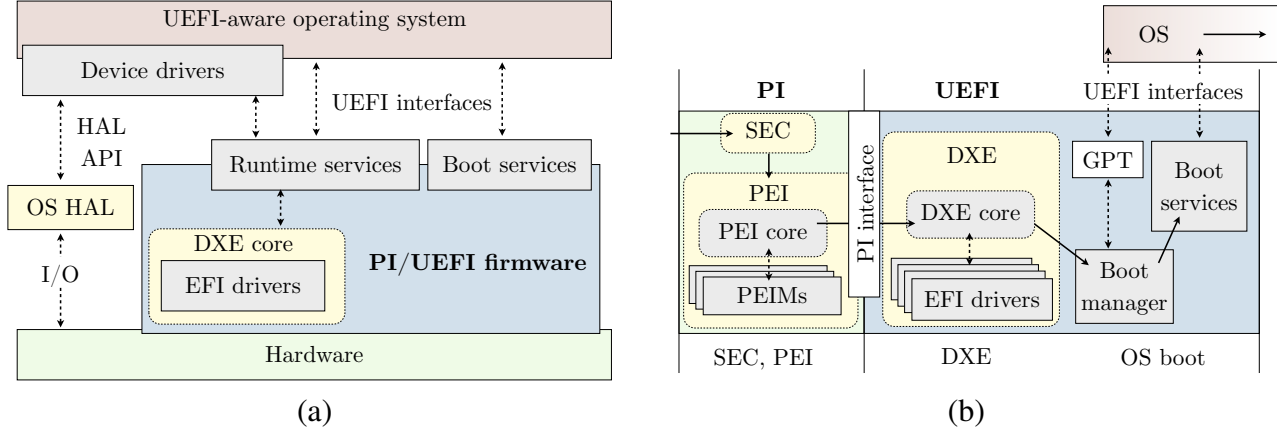 UEFI-aware operating system
Device drivers
UEFI interfaces
HAL
API
Runtime services
Boot services
OS HAL
DXE core
PI/UEFI firmware
EFI drivers
I/O
Hardware
(a)
OS
PI
UEFI
UEFI interfaces
SEC
PI interface
DXE
GPT
Boot
services
PEI
PEI core
DXE core
PEIMs
EFI drivers
Boot
manager
SEC, PEI
DXE
OS boot
(b)